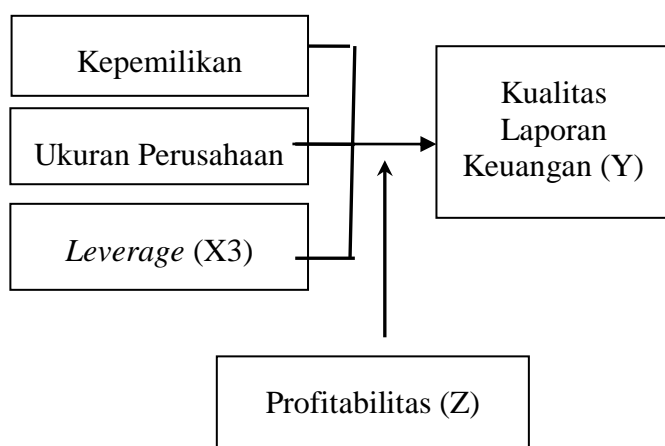 Kepemilikan
Ukuran Perusahaan
Leverage (X3)
Kualitas
Laporan
Keuangan (Y)
Profitabilitas (Z)